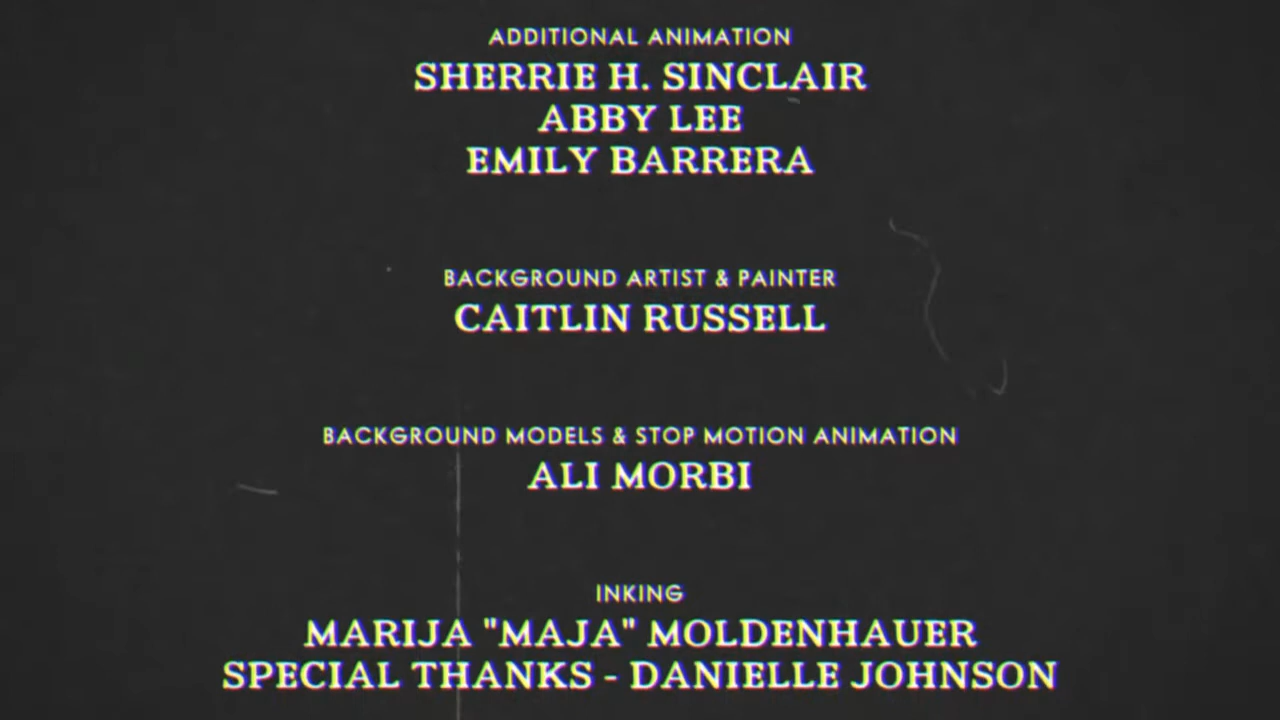 ADDITIONAL ANIMATION
SHERRIE H. SINCLAIR
ABBY LEE
EMILY BARRERA
BACKGROUND ARTIST & PAINTER
CAITLIN RUSSELL
BACKGROUND MODELS & STOP MOTION ANIMATION
ALI MORBI
INKING
MARIJA "MAJA" MOLDENHAUER
SPECIAL THANKS - DANIELLE JOHNSON